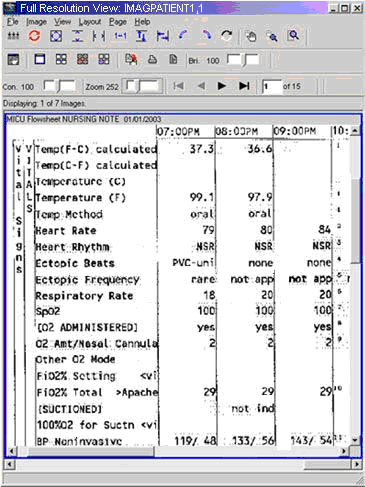 Full Resolution View: IMAGPATIENT1,1
File Image View Layout Page Help
Bri. 100
Con. 100 Zoom 252 1 of 15
Displaying: 1 of 7 Images.
MICU Flowsheet NURSING NOTE 01/01/2003
07:00PM 08:00PM 09:00PM 10:
Vital Signs
VITALS
Temp(F-C) calculated 37.3 36.6
Temp(C-F) calculated
Temperature (C)
Temperature (F) 99.1 97.9
Temp Method oral oral
Heart Rate 79 80 84
Heart Rhythm NSR NSR NSR
Ectopic Beats PVC-uni none none
Ectopic Frequency rare not app not app
Respiratory Rate 18 20 20
SpO2 100 100 100
[O2 ADMINISTERED] yes yes yes
O2 Amt/Nasal Cannula 2 2 2
Other O2 Mode
FiO2% Setting <vi
FiO2% Total >Apache 29 29 29
[SUCTIONED] not ind
100%O2 for Suctn <vi
BP Noninvasive 119/ 48 133/ 56 143/ 54